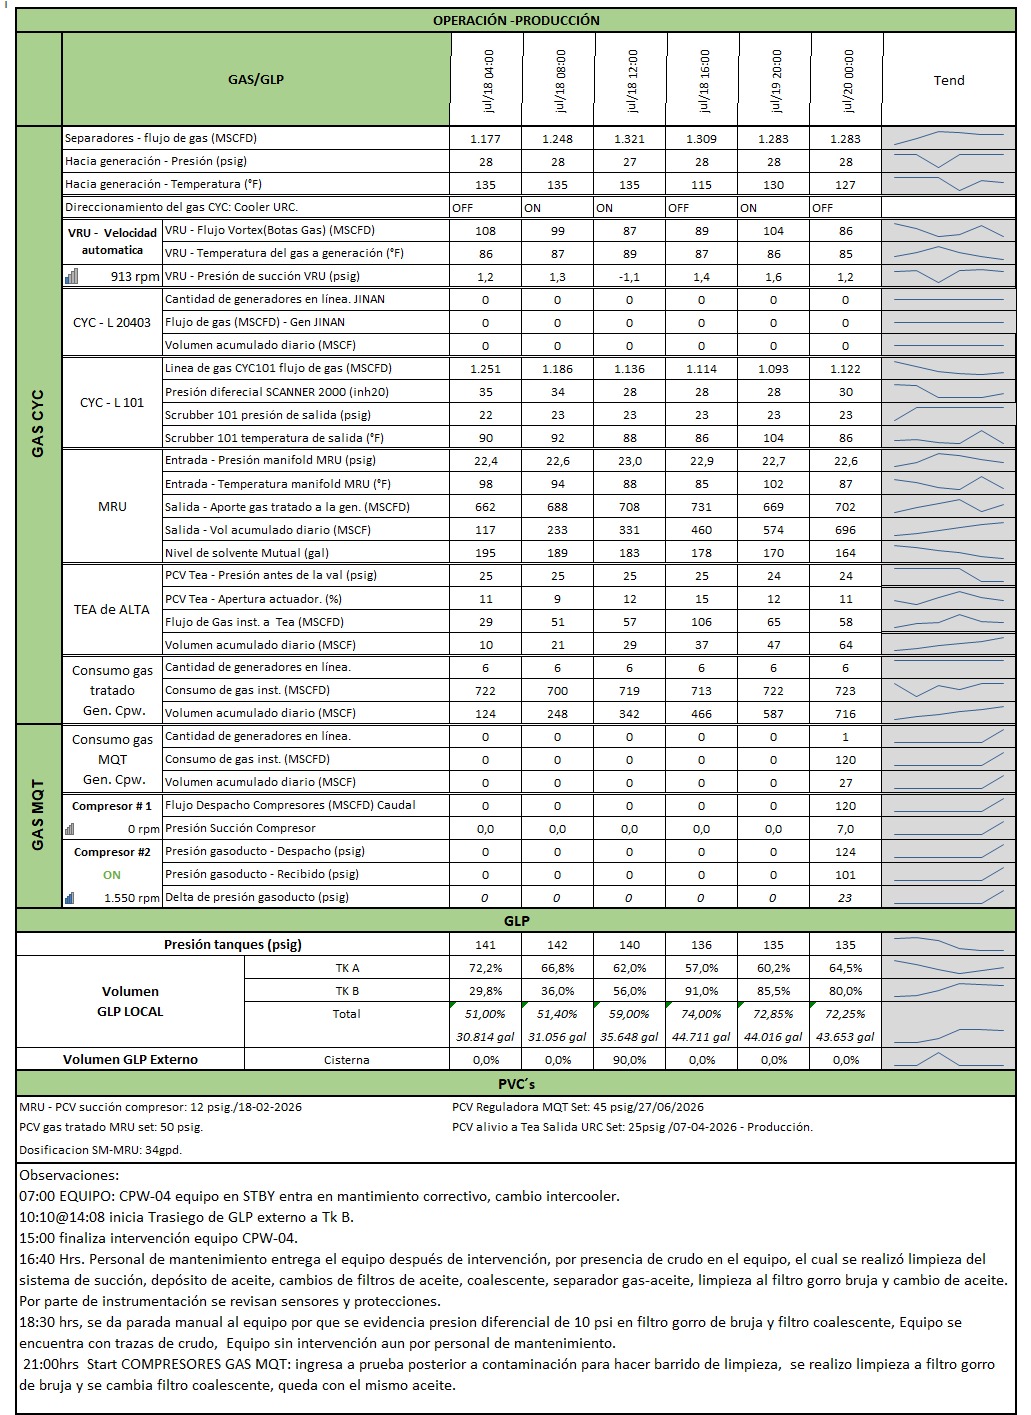 OPERACIÓN -PRODUCCIÓN
GAS/GLP jul/18 04:00 jul/18 08:00 jul/18 12:00 jul/18 16:00 jul/19 20:00 jul/20 00:00 Tend
GAS CYC
Separadores - flujo de gas (MSCFD) 1.177 1.248 1.321 1.309 1.283 1.283
Hacia generación - Presión (psig) 28 28 27 28 28 28
Hacia generación - Temperatura (°F) 135 135 135 115 130 127
Direccionamiento del gas CYC: Cooler URC. OFF ON ON OFF ON OFF
VRU - Velocidad automatica
913 rpm
VRU - Flujo Vortex(Botas Gas) (MSCFD) 108 99 87 89 104 86
VRU - Temperatura del gas a generación (°F) 86 87 89 87 86 85
VRU - Presión de succión VRU (psig) 1,2 1,3 -1,1 1,4 1,6 1,2
CYC - L 20403
Cantidad de generadores en línea. JINAN 0 0 0 0 0 0
Flujo de gas (MSCFD) - Gen JINAN 0 0 0 0 0 0
Volumen acumulado diario (MSCF) 0 0 0 0 0 0
CYC - L 101
Linea de gas CYC101 flujo de gas (MSCFD) 1.251 1.186 1.136 1.114 1.093 1.122
Presión diferecial SCANNER 2000 (inh20) 35 34 28 28 28 30
Scrubber 101 presión de salida (psig) 22 23 23 23 23 23
Scrubber 101 temperatura de salida (°F) 90 92 88 86 104 86
MRU
Entrada - Presión manifold MRU (psig) 22,4 22,6 23,0 22,9 22,7 22,6
Entrada - Temperatura manifold MRU (°F) 98 94 88 85 102 87
Salida - Aporte gas tratado a la gen. (MSCFD) 662 688 708 731 669 702
Salida - Vol acumulado diario (MSCF) 117 233 331 460 574 696
Nivel de solvente Mutual (gal) 195 189 183 178 170 164
TEA de ALTA
PCV Tea - Presión antes de la val (psig) 25 25 25 25 24 24
PCV Tea - Apertura actuador. (%) 11 9 12 15 12 11
Flujo de Gas inst. a Tea (MSCFD) 29 51 57 106 65 58
Volumen acumulado diario (MSCF) 10 21 29 37 47 64
Consumo gas
tratado
Gen. Cpw.
Cantidad de generadores en línea. 6 6 6 6 6 6
Consumo de gas inst. (MSCFD) 722 700 719 713 722 723
Volumen acumulado diario (MSCF) 124 248 342 466 587 716
GAS MQT
Consumo gas
MQT
Gen. Cpw.
Cantidad de generadores en línea. 0 0 0 0 0 1
Consumo de gas inst. (MSCFD) 0 0 0 0 0 120
Volumen acumulado diario (MSCF) 0 0 0 0 0 27
Compresor # 1
0 rpm
Flujo Despacho Compresores (MSCFD) Caudal 0 0 0 0 0 120
Presión Succión Compresor 0,0 0,0 0,0 0,0 0,0 7,0
Compresor #2
ON
1.550 rpm
Presión gasoducto - Despacho (psig) 0 0 0 0 0 124
Presión gasoducto - Recibido (psig) 0 0 0 0 0 101
Delta de presión gasoducto (psig) 0 0 0 0 0 23
GLP
Presión tanques (psig) 141 142 140 136 135 135
Volumen
GLP LOCAL
TK A 72,2% 66,8% 62,0% 57,0% 60,2% 64,5%
TK B 29,8% 36,0% 56,0% 91,0% 85,5% 80,0%
Total 51,00% 51,40% 59,00% 74,00% 72,85% 72,25%
30.814 gal 31.056 gal 35.648 gal 44.711 gal 44.016 gal 43.653 gal
Volumen GLP Externo Cisterna 0,0% 0,0% 90,0% 0,0% 0,0% 0,0%
PVC´s
MRU - PCV succión compresor: 12 psig./18-02-2026 PCV Reguladora MQT Set: 45 psig/27/06/2026
PCV gas tratado MRU set: 50 psig. PCV alivio a Tea Salida URC Set: 25psig /07-04-2026 - Producción.
Dosificacion SM-MRU: 34gpd.
Observaciones:
07:00 EQUIPO: CPW-04 equipo en STBY entra en mantimiento correctivo, cambio intercooler.
10:10@14:08 inicia Trasiego de GLP externo a Tk B.
15:00 finaliza intervención equipo CPW-04.
16:40 Hrs. Personal de mantenimiento entrega el equipo después de intervención, por presencia de crudo en el equipo, el cual se realizó limpieza del
sistema de succión, depósito de aceite, cambios de filtros de aceite, coalescente, separador gas-aceite, limpieza al filtro gorro bruja y cambio de aceite.
Por parte de instrumentación se revisan sensores y protecciones.
18:30 hrs, se da parada manual al equipo por que se evidencia presion diferencial de 10 psi en filtro gorro de bruja y filtro coalescente, Equipo se
encuentra con trazas de crudo, Equipo sin intervención aun por personal de mantenimiento.
21:00hrs Start COMPRESORES GAS MQT: ingresa a prueba posterior a contaminación para hacer barrido de limpieza, se realizo limpieza a filtro gorro
de bruja y se cambia filtro coalescente, queda con el mismo aceite.